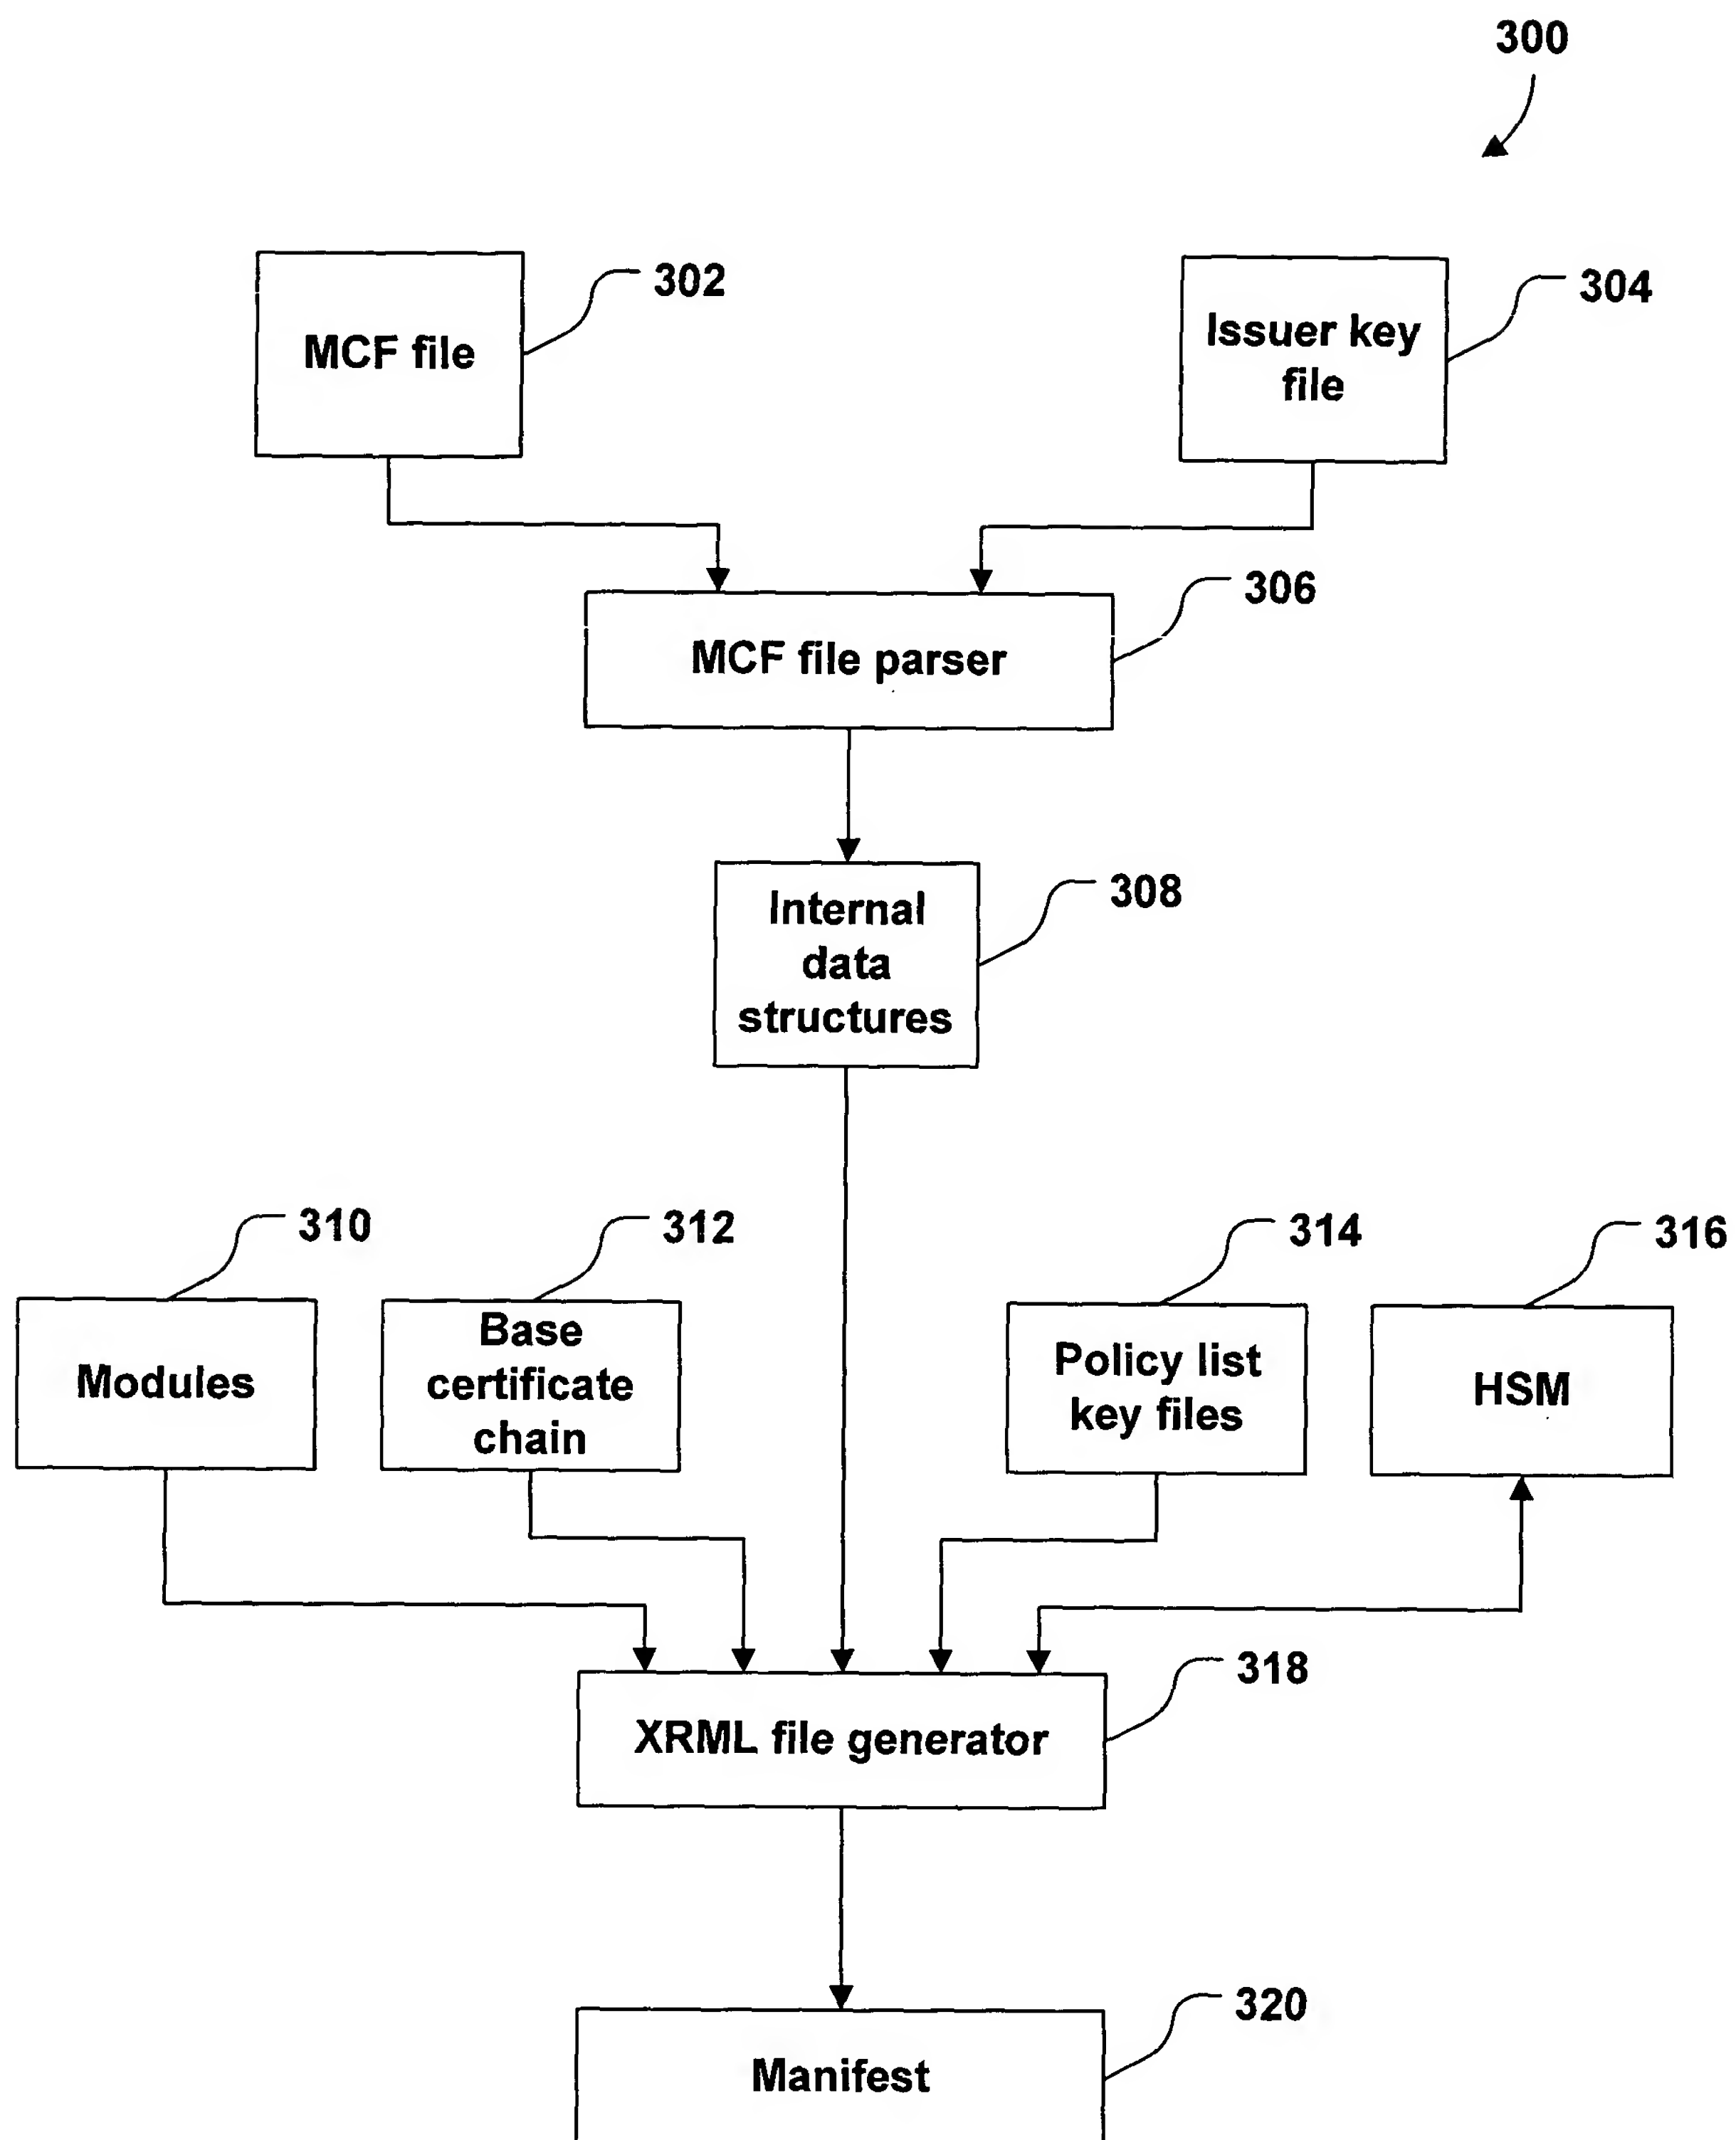 300
302
304
MCF file
Issuer key
file
306
MCF file parser
308
Internal
data
structures
310
312
314
316
Modules
Base
certificate
chain
Policy list
key files
HSM
318
XRML file generator
320
Manifest